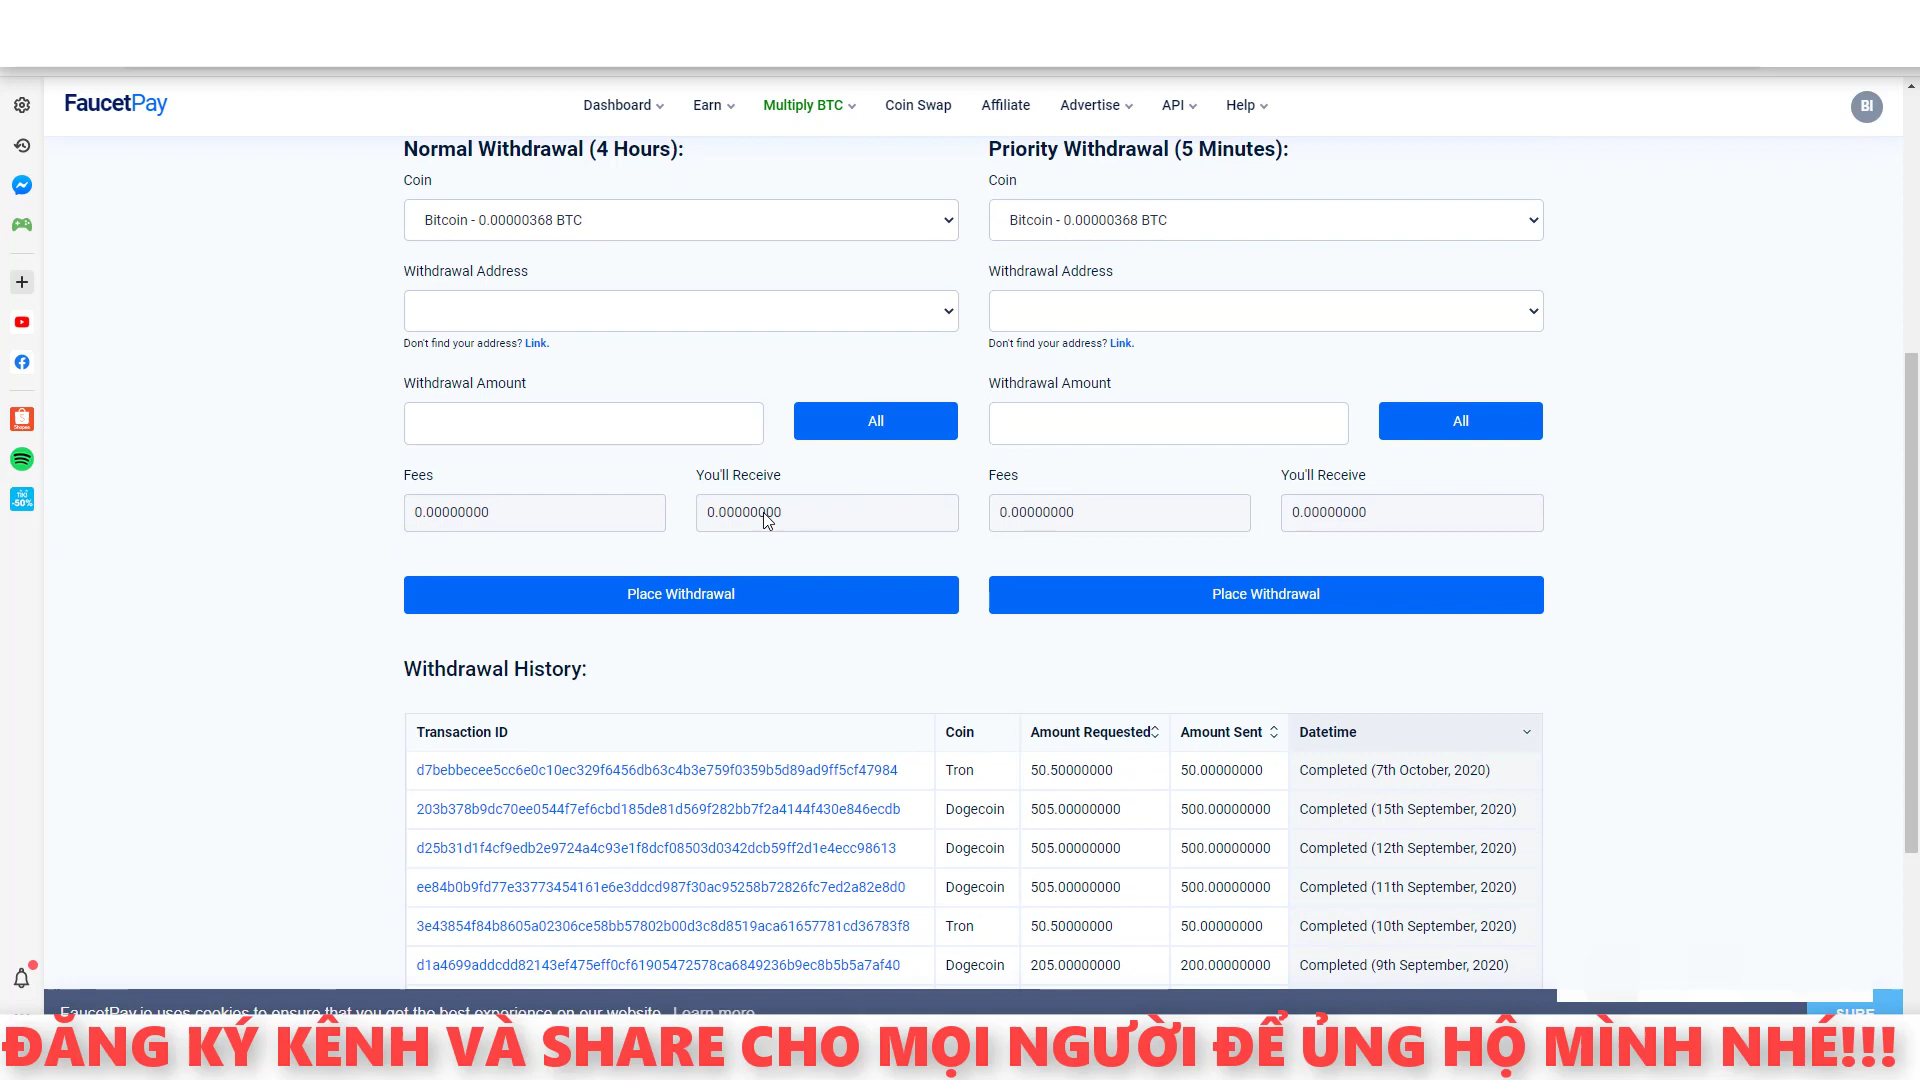 FaucetPay
Dashboard Earn Multiply BTC Coin Swap Affiliate Advertise API Help
BI
Normal Withdrawal (4 Hours):
Coin
Bitcoin - 0.00000368 BTC
Withdrawal Address
Don't find your address? Link.
Withdrawal Amount
All
Fees You'll Receive
0.00000000 0.00000000
Place Withdrawal
Priority Withdrawal (5 Minutes):
Coin
Bitcoin - 0.00000368 BTC
Withdrawal Address
Don't find your address? Link.
Withdrawal Amount
All
Fees You'll Receive
0.00000000 0.00000000
Place Withdrawal
Withdrawal History:
Transaction ID Coin Amount Requested Amount Sent Datetime
d7bebbecee5cc6e0c10ec329f6456db63c4b3e759f0359b5d89ad9ff5cf47984 Tron 50.50000000 50.00000000 Completed (7th October, 2020)
203b378b9dc70ee0544f7ef6cbd185de81d569f282bb7f2a4144f430e846ecdb Dogecoin 505.00000000 500.00000000 Completed (15th September, 2020)
d25b31d1f4cf9edb2e9724a4c93e1f8dcf08503d0342dcb59ff2d1e4ecc98613 Dogecoin 505.00000000 500.00000000 Completed (12th September, 2020)
ee84b0b9fd77e33773454161e6e3ddcd987f30ac95258b72826fc7ed2a82e8d0 Dogecoin 505.00000000 500.00000000 Completed (11th September, 2020)
3e43854f84b8605a02306ce58bb57802b00d3c8d8519aca61657781cd36783f8 Tron 50.50000000 50.00000000 Completed (10th September, 2020)
d1a4699addcdd82143ef475eff0cf61905472578ca6849236b9ec8b5b5a7af40 Dogecoin 205.00000000 200.00000000 Completed (9th September, 2020)
FaucetPay.io uses cookies to ensure that you get the best experience on our website. Learn more
SURE
ĐĂNG KÝ KÊNH VÀ SHARE CHO MỌI NGƯỜI ĐỂ ỦNG HỘ MÌNH NHÉ!!!
Shopee
TIKI
-50%